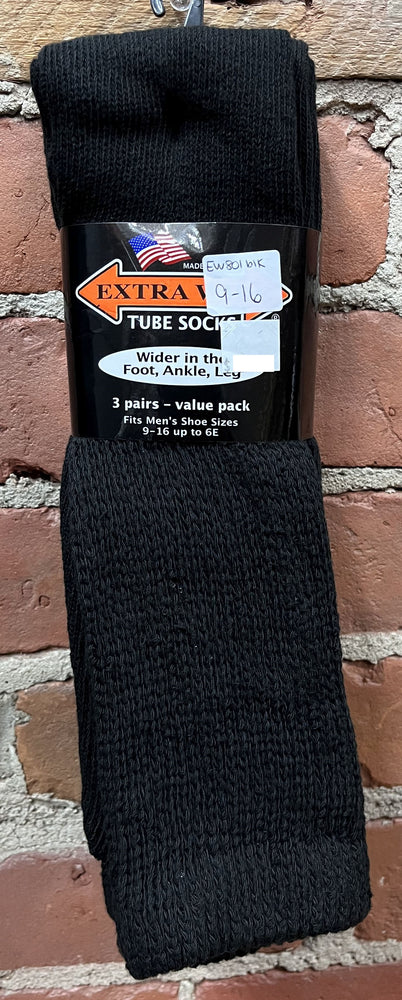 MADE
EW801 blk
9-16
EXTRA
TUBE SOCKS
®
Wider in the
Foot, Ankle, Leg
3 pairs - value pack
Fits Men's Shoe Sizes
9-16 up to 6E